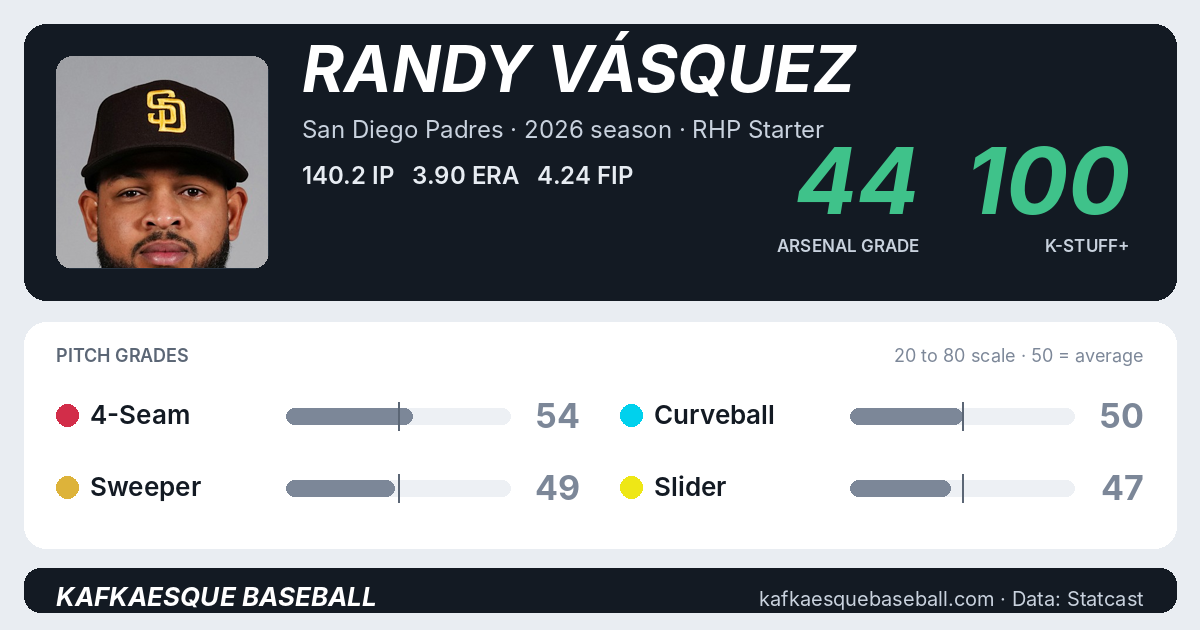 SD
RANDY VÁSQUEZ
San Diego Padres · 2026 season · RHP Starter
140.2 IP 3.90 ERA 4.24 FIP
44 100
ARSENAL GRADE K-STUFF+
PITCH GRADES 20 to 80 scale · 50 = average
4-Seam 54 Curveball 50
Sweeper 49 Slider 47
KAFKAESQUE BASEBALL kafkaesquebaseball.com · Data: Statcast